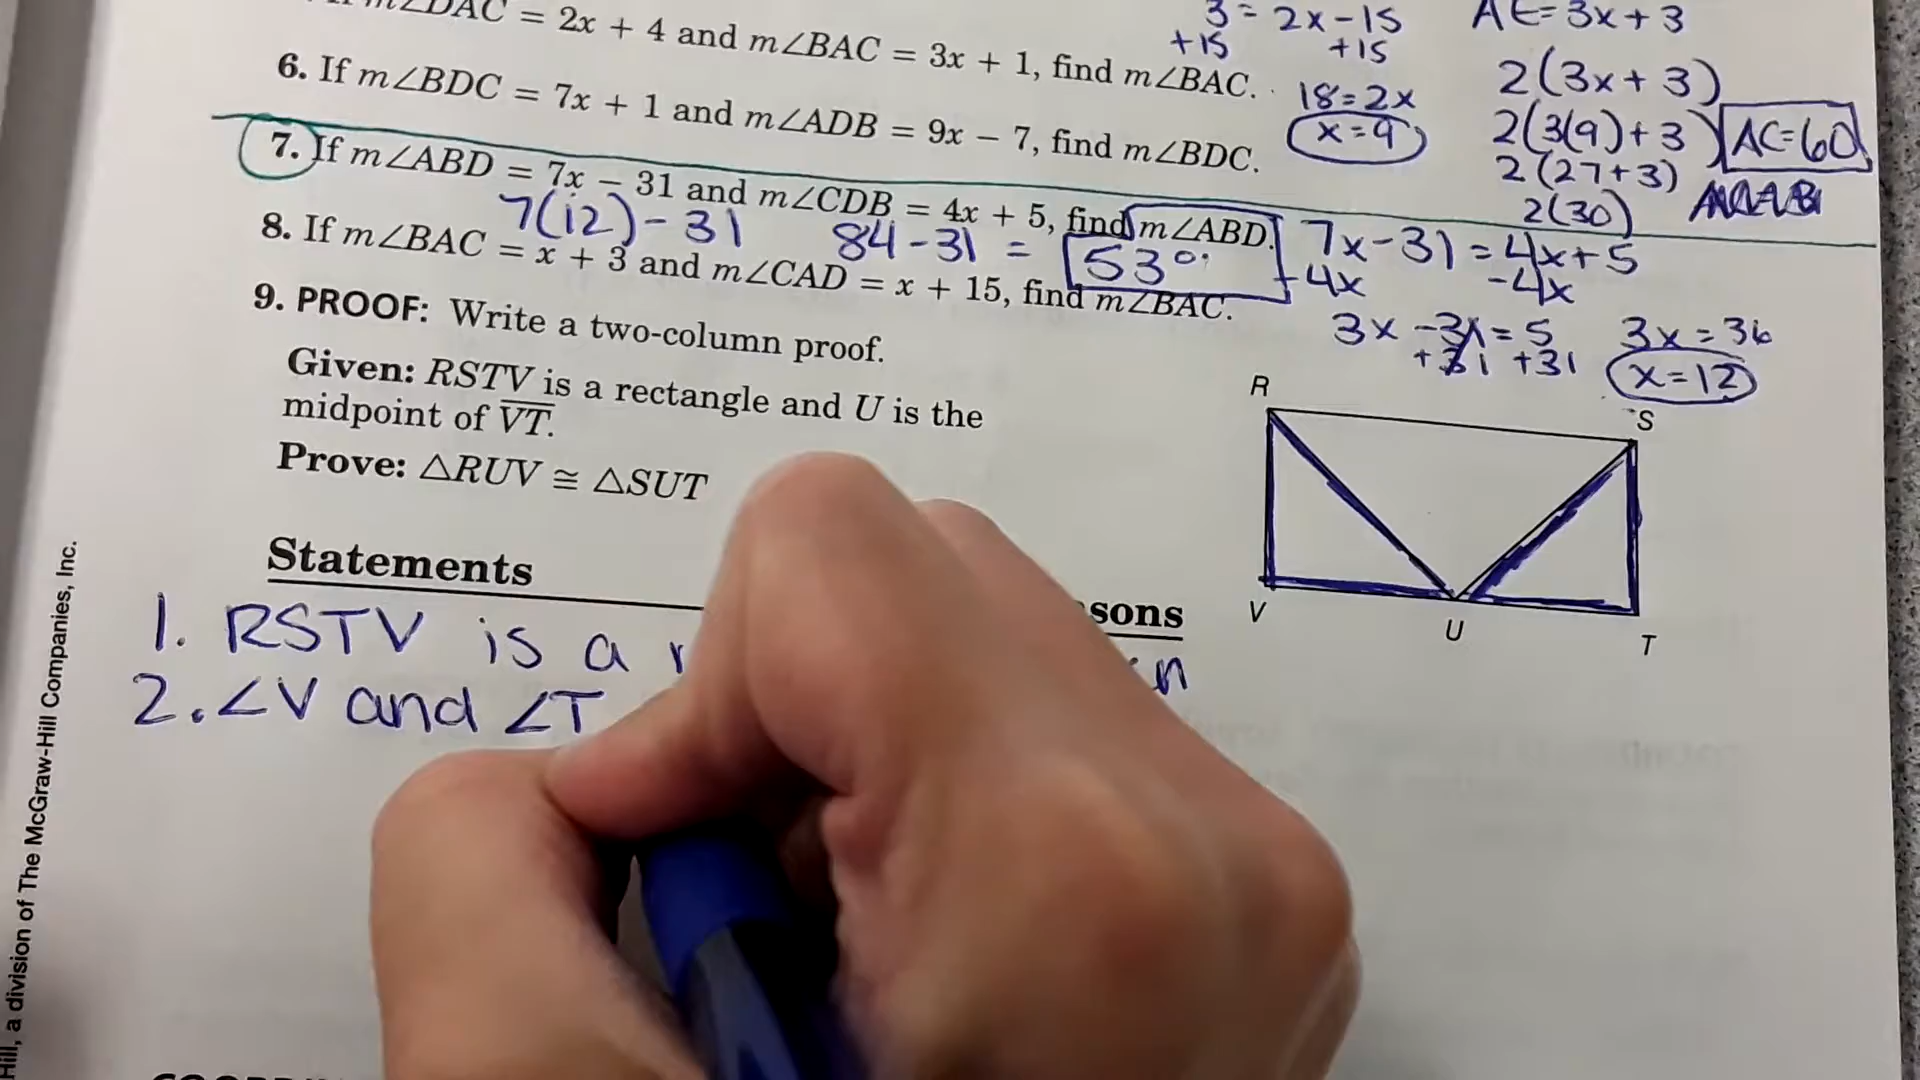 m∠DAC = 2x + 4 and m∠BAC = 3x + 1, find m∠BAC.
6. If m∠BDC = 7x + 1 and m∠ADB = 9x − 7, find m∠BDC.
7. If m∠ABD = 7x − 31 and m∠CDB = 4x + 5, find m∠ABD.
7(12) - 31 84 - 31 = 53°
8. If m∠BAC = x + 3 and m∠CAD = x + 15, find m∠BAC.
9. PROOF: Write a two-column proof.
Given: RSTV is a rectangle and U is the
midpoint of VT.
Prove: △RUV ≅ △SUT
Statements
1. RSTV is a r
2. ∠V and ∠T
sons
3 = 2x - 15
+15 +15
18 = 2x
x = 9
AE = 3x + 3
2(3x + 3)
2(3(9) + 3)
2(27 + 3)
2(30)
AC = 60
7x - 31 = 4x + 5
-4x -4x
3x - 31 = 5
+31 +31
3x = 36
x = 12
R
S
V
U
T
Hill, a division of The McGraw-Hill Companies, Inc.